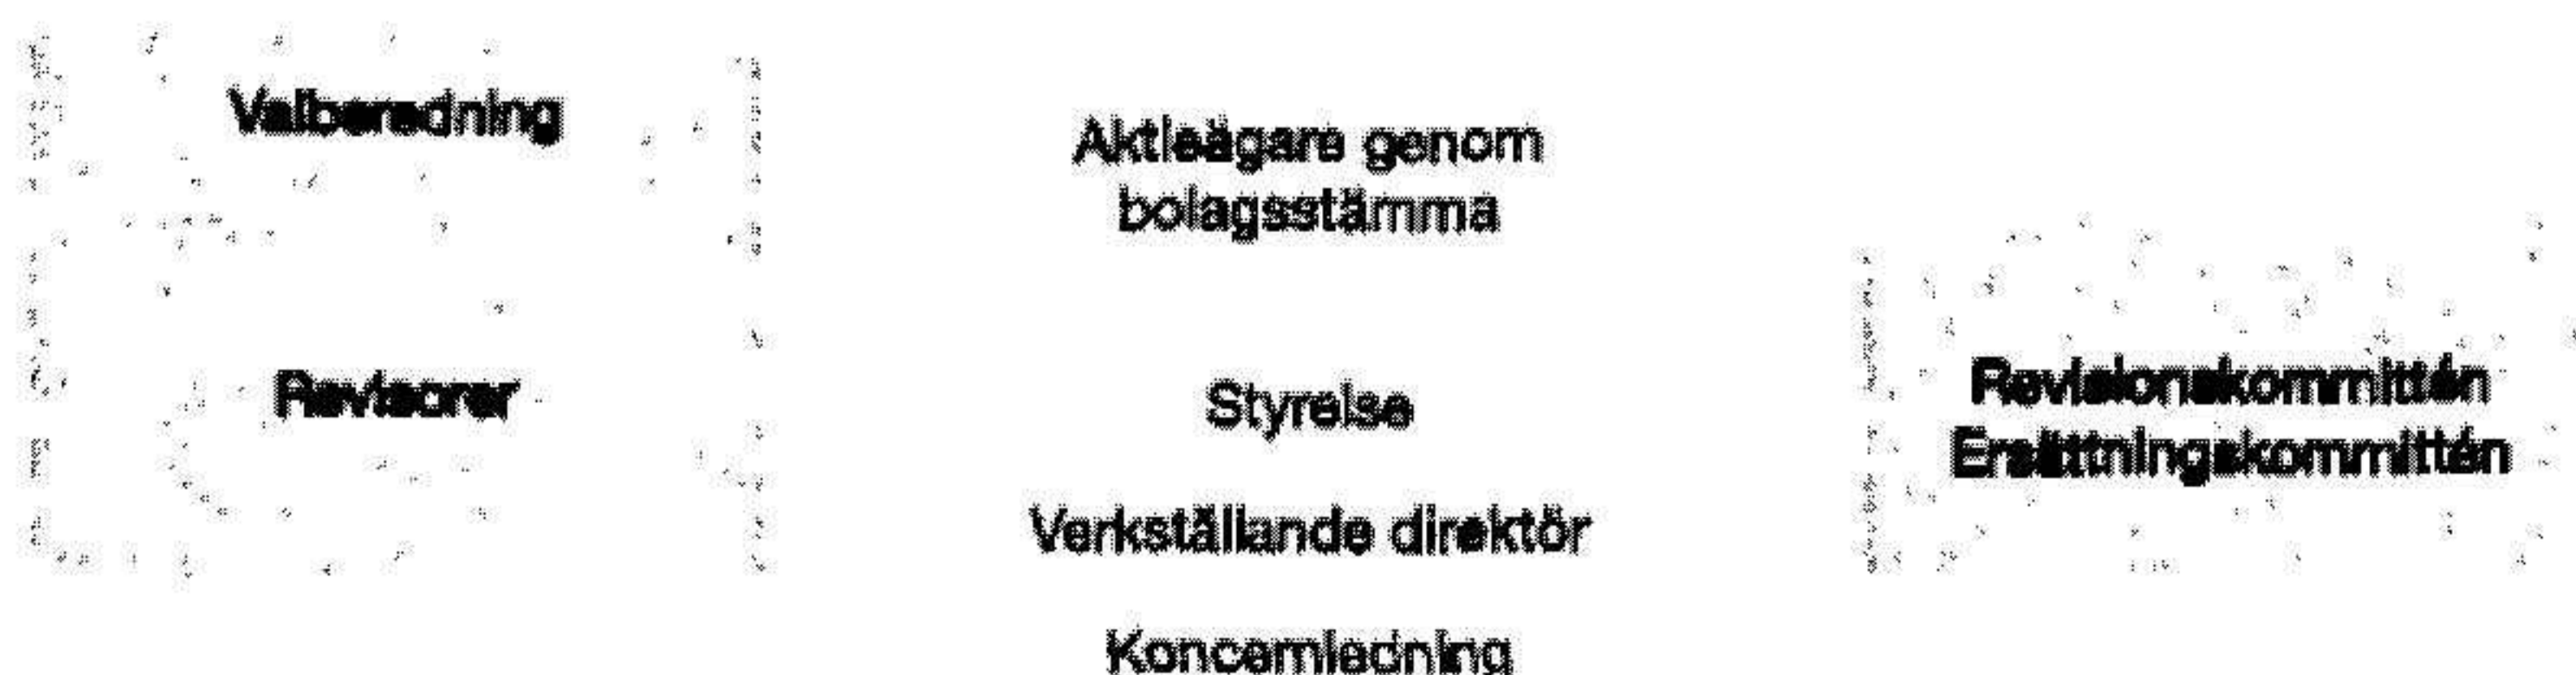 Valberedning
Aktieägare genom
bolagsstämma
Revisorer
Styrelse
Revisionskommittén
Ersättningskommittén
Verkställande direktör
Koncernledning